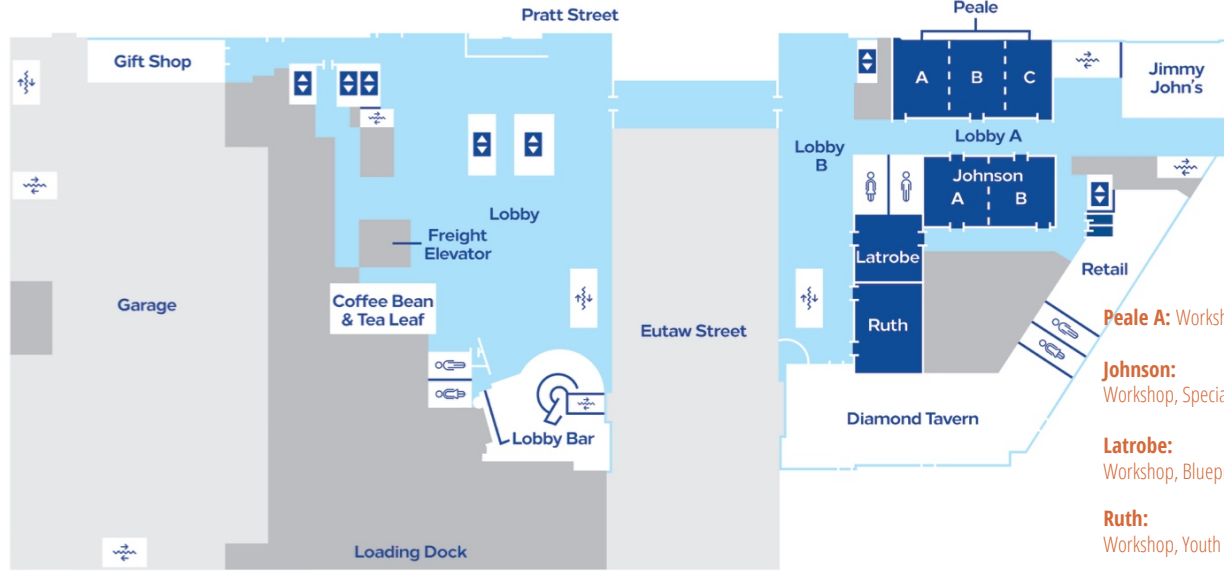 Pratt Street
Peale
Gift Shop
A
B
C
Jimmy
John's
Lobby A
Lobby
B
Johnson
A
B
Lobby
Freight
Elevator
Latrobe
Retail
Garage
Coffee Bean
& Tea Leaf
Ruth
Eutaw Street
Peale A: Worksh
Johnson:
Workshop, Specia
Diamond Tavern
Lobby Bar
Latrobe:
Workshop, Bluep
Ruth:
Workshop, Youth
Loading Dock